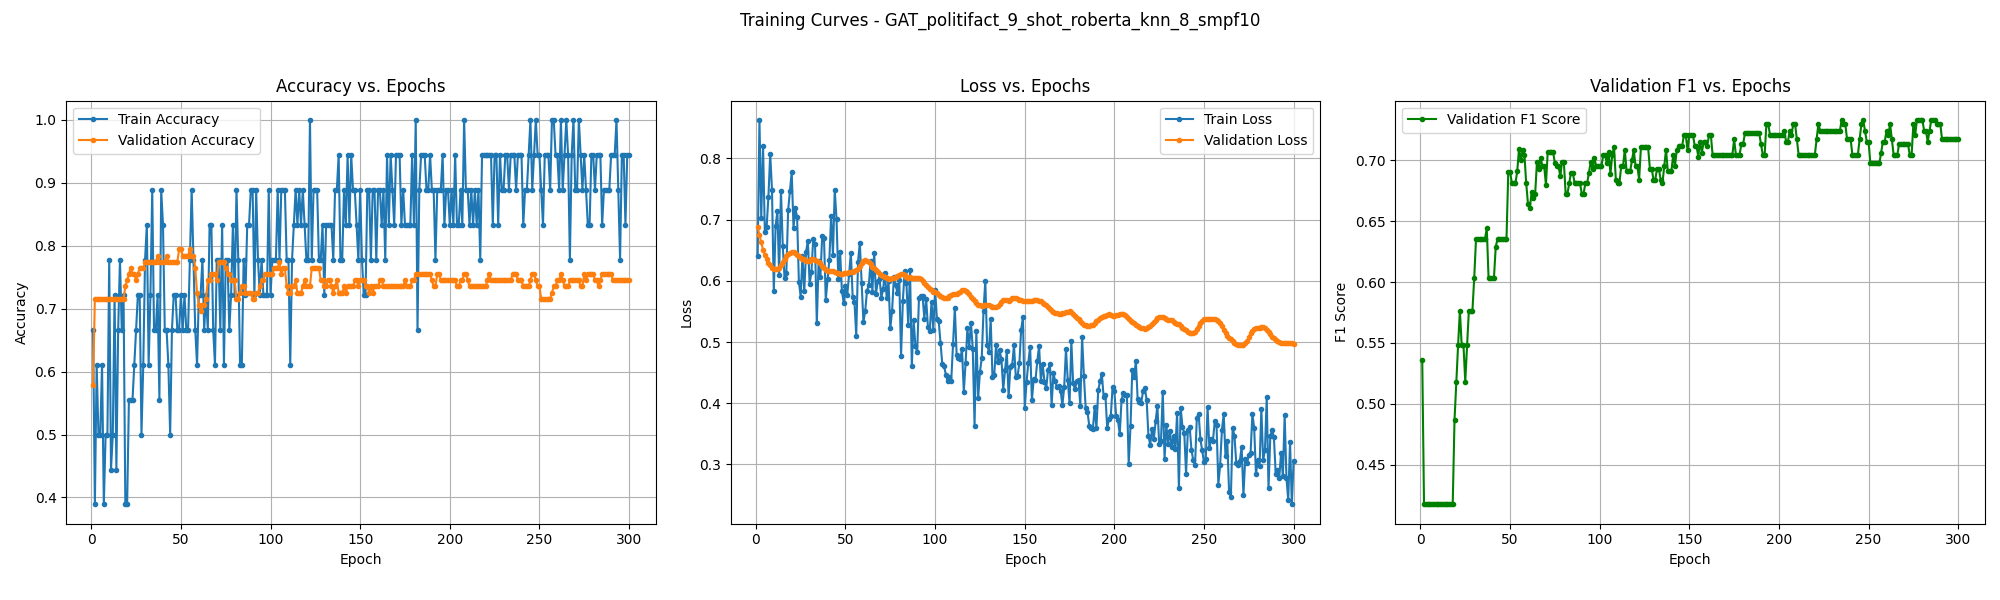 Training Curves - GAT_politifact_9_shot_roberta_knn_8_smpf10
Accuracy vs. Epochs
Train Accuracy
Validation Accuracy
1.0
0.9
0.8
0.7
0.6
0.5
0.4
Accuracy
0 50 100 150 200 250 300
Epoch
Loss vs. Epochs
Train Loss
Validation Loss
0.8
0.7
0.6
0.5
0.4
0.3
Loss
0 50 100 150 200 250 300
Epoch
Validation F1 vs. Epochs
Validation F1 Score
0.70
0.65
0.60
0.55
0.50
0.45
F1 Score
0 50 100 150 200 250 300
Epoch